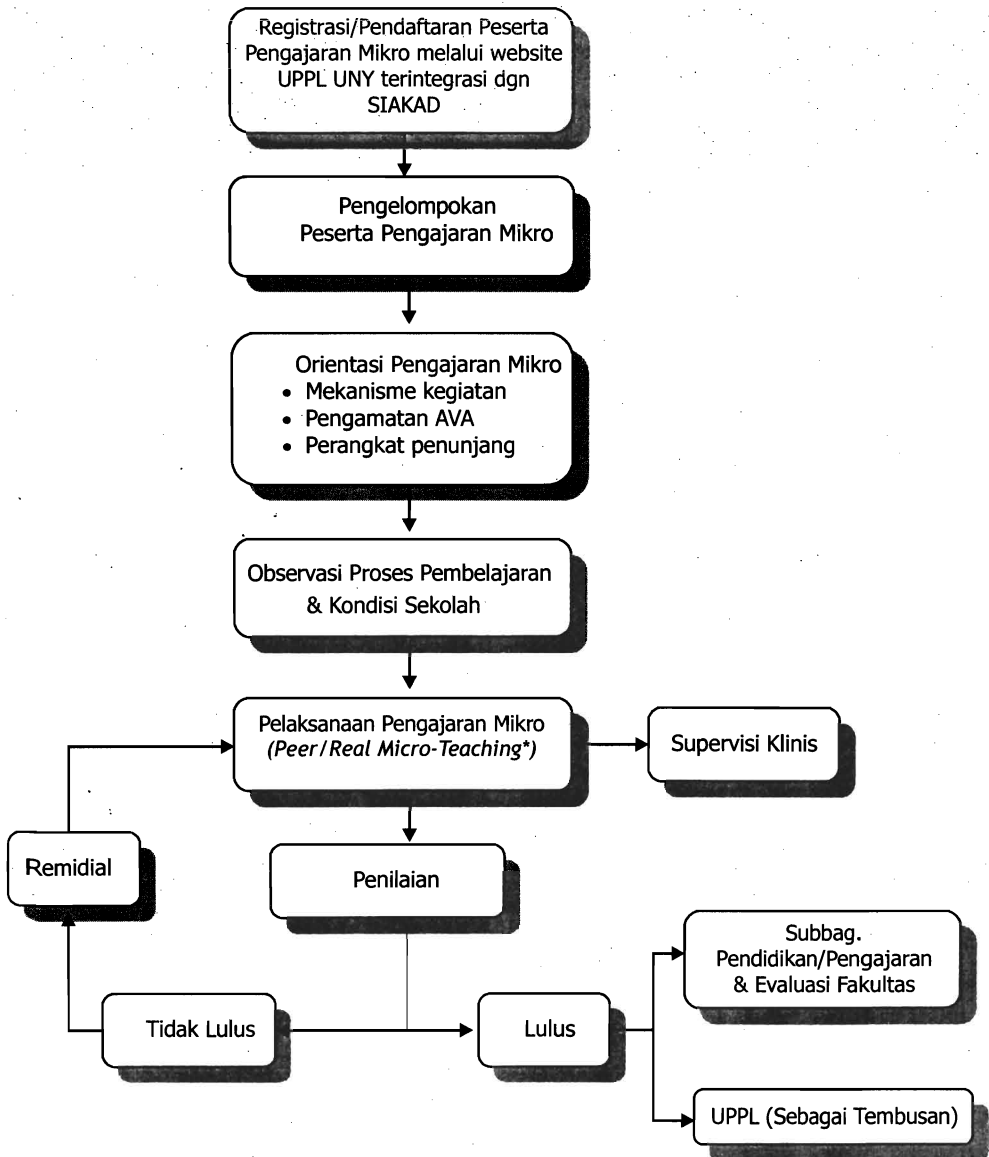 Registrasi/Pendaftaran Peserta
Pengajaran Mikro melalui website
UPPL UNY terintegrasi dgn
SIAKAD
Pengelompokan
Peserta Pengajaran Mikro
Orientasi Pengajaran Mikro
• Mekanisme kegiatan
• Pengamatan AVA
• Perangkat penunjang
Observasi Proses Pembelajaran
& Kondisi Sekolah
Pelaksanaan Pengajaran Mikro
(Peer/Real Micro-Teaching*)
Supervisi Klinis
Remidial
Penilaian
Subbag.
Pendidikan/Pengajaran
& Evaluasi Fakultas
Tidak Lulus
Lulus
UPPL (Sebagai Tembusan)